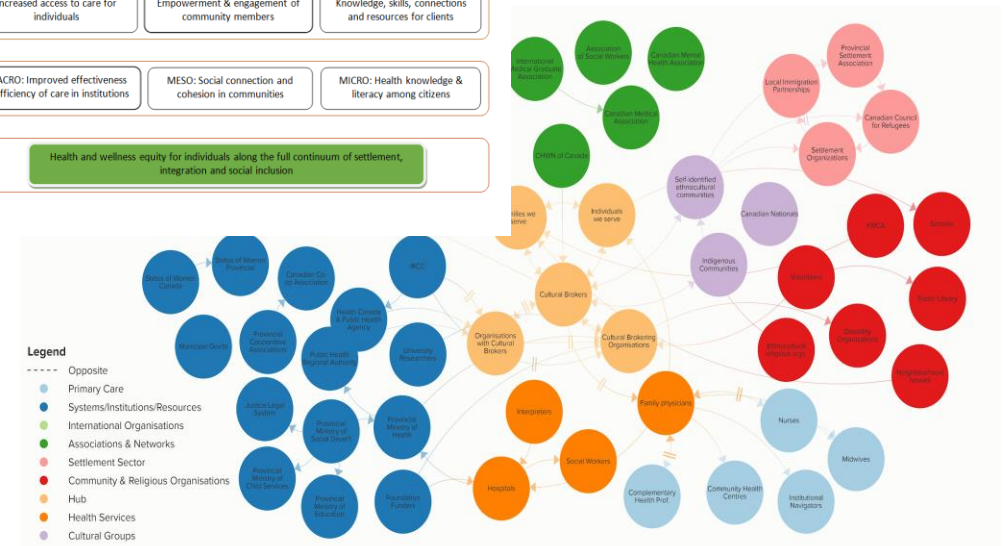 ncreased access to care for
individuals
Empowerment & engagement of
community members
Knowledge, skills, connections
and resources for clients
ACRO: Improved effectiveness
fficiency of care in institutions
MESO: Social connection and
cohesion in communities
MICRO: Health knowledge &
literacy among citizens
Health and wellness equity for individuals along the full continuum of settlement,
integration and social inclusion
International
Medical Graduate
Association
Association
of Social Workers
Canadian Mental
Health Association
Canadian Medical
Association
CHWN of Canada
Provincial
Settlement
Association
Local Immigration
Partnerships
Canadian Council
for Refugees
Settlement
Organizations
Self-identified
ethnocultural
communities
Canadian Nationals
Indigenous
Communities
YMCA
Schools
Volunteers
Public Library
Disability
Organizations
Ethnocultural
religious orgs
Neighbourhood
houses
milies we
serve
Individuals
we serve
Cultural Brokers
Organisations
with Cultural
Brokers
Cultural Brokering
Organisations
Status of Women
Canada
Status of Women
Provincial
Canadian Co-
op Association
IRCC
Health Canada
& Public Health
Agency
Municipal Govts
Provincial
Associations
Public Health
Regional Authority
University
Researchers
Justice Legal
System
Provincial
Ministry of
Social Devel't
Provincial
Ministry of
Health
Provincial
Ministry of
Child Services
Provincial
Ministry of
Education
Foundation
Funders
Interpreters
Family physicians
Social Workers
Hospitals
Nurses
Midwives
Complementary
Health Prof.
Community Health
Centres
Institutional
Navigators
Legend
Opposite
Primary Care
Systems/Institutions/Resources
International Organisations
Associations & Networks
Settlement Sector
Community & Religious Organisations
Hub
Health Services
Cultural Groups